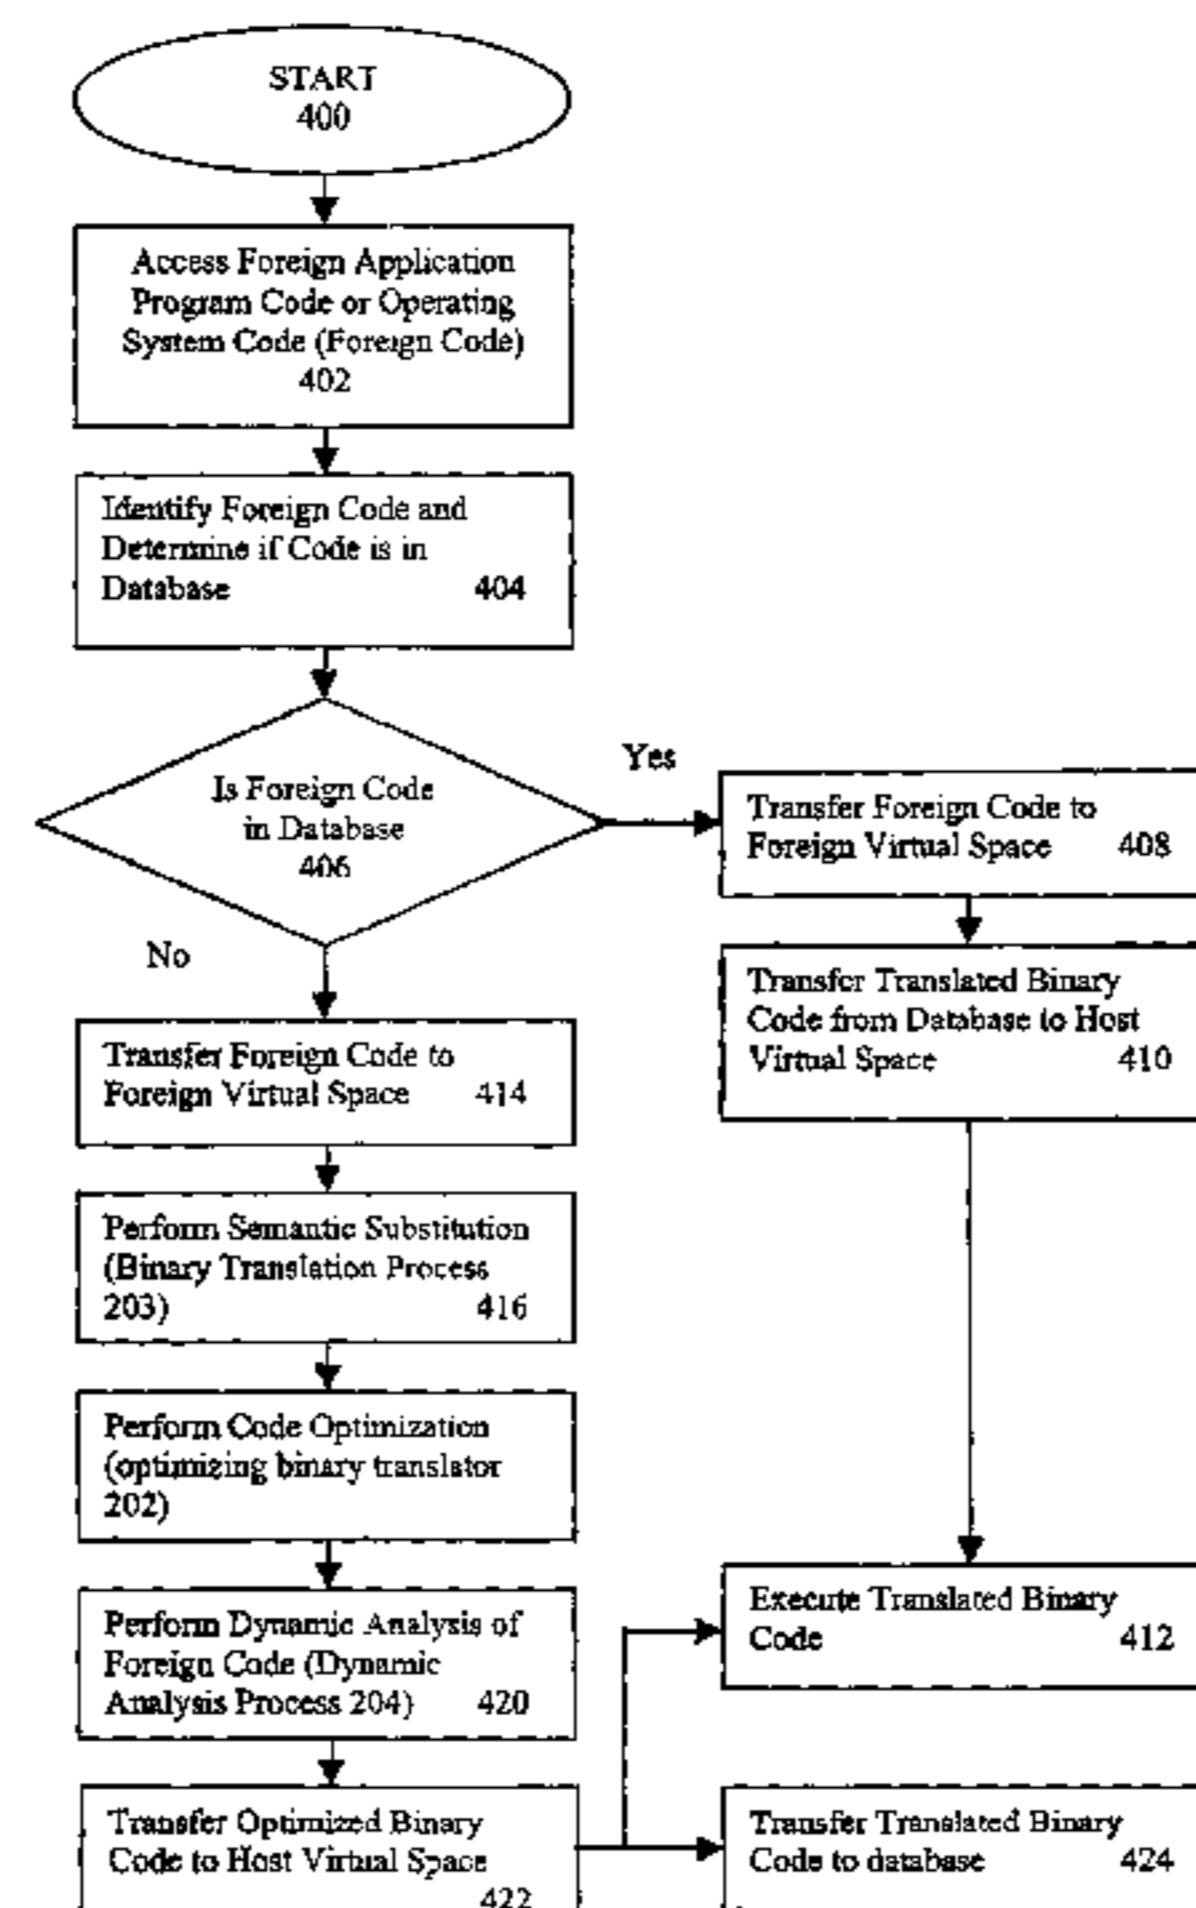 START
400
Access Foreign Application
Program Code or Operating
System Code (Foreign Code)
402
Identify Foreign Code and
Determine if Code is in
Database 404
Is Foreign Code
in Database
406
Yes
No
Transfer Foreign Code to
Foreign Virtual Space 408
Transfer Translated Binary
Code from Database to Host
Virtual Space 410
Transfer Foreign Code to
Foreign Virtual Space 414
Perform Semantic Substitution
(Binary Translation Process
203) 416
Perform Code Optimization
(optimizing binary translator
202)
Perform Dynamic Analysis of
Foreign Code (Dynamic
Analysis Process 204) 420
Execute Translated Binary
Code 412
Transfer Optimized Binary
Code to Host Virtual Space
422
Transfer Translated Binary
Code to database 424